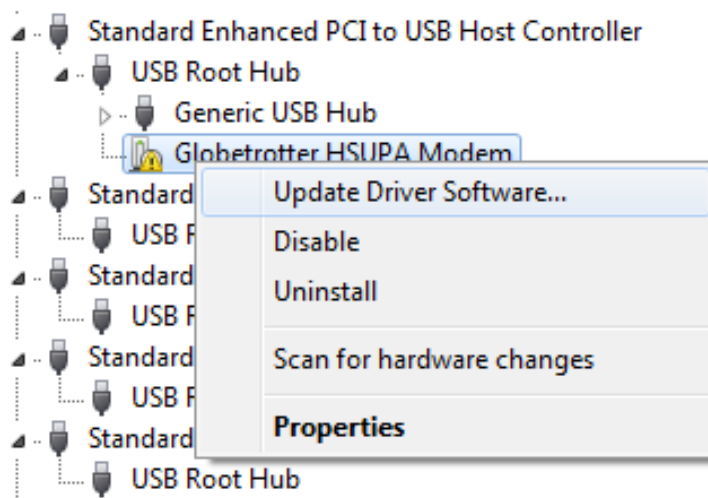 Standard Enhanced PCI to USB Host Controller
USB Root Hub
Generic USB Hub
Globetrotter HSUPA Modem
Update Driver Software...
Standard
USB R
Disable
Uninstall
Standard
USB R
Scan for hardware changes
Standard
USB R
Properties
Standard
USB Root Hub